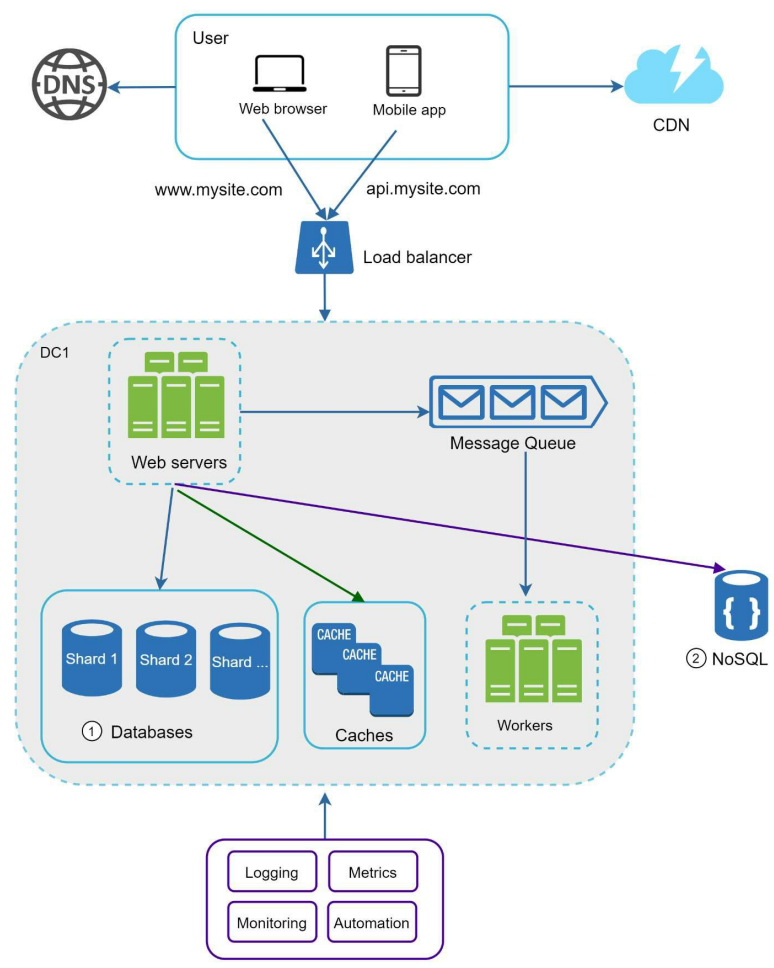 User
DNS
Web browser
Mobile app
CDN
www.mysite.com
api.mysite.com
Load balancer
DC1
Web servers
Message Queue
Shard 1
Shard 2
Shard ...
1 Databases
CACHE
CACHE
CACHE
Caches
Workers
2 NoSQL
{ }
Logging
Metrics
Monitoring
Automation